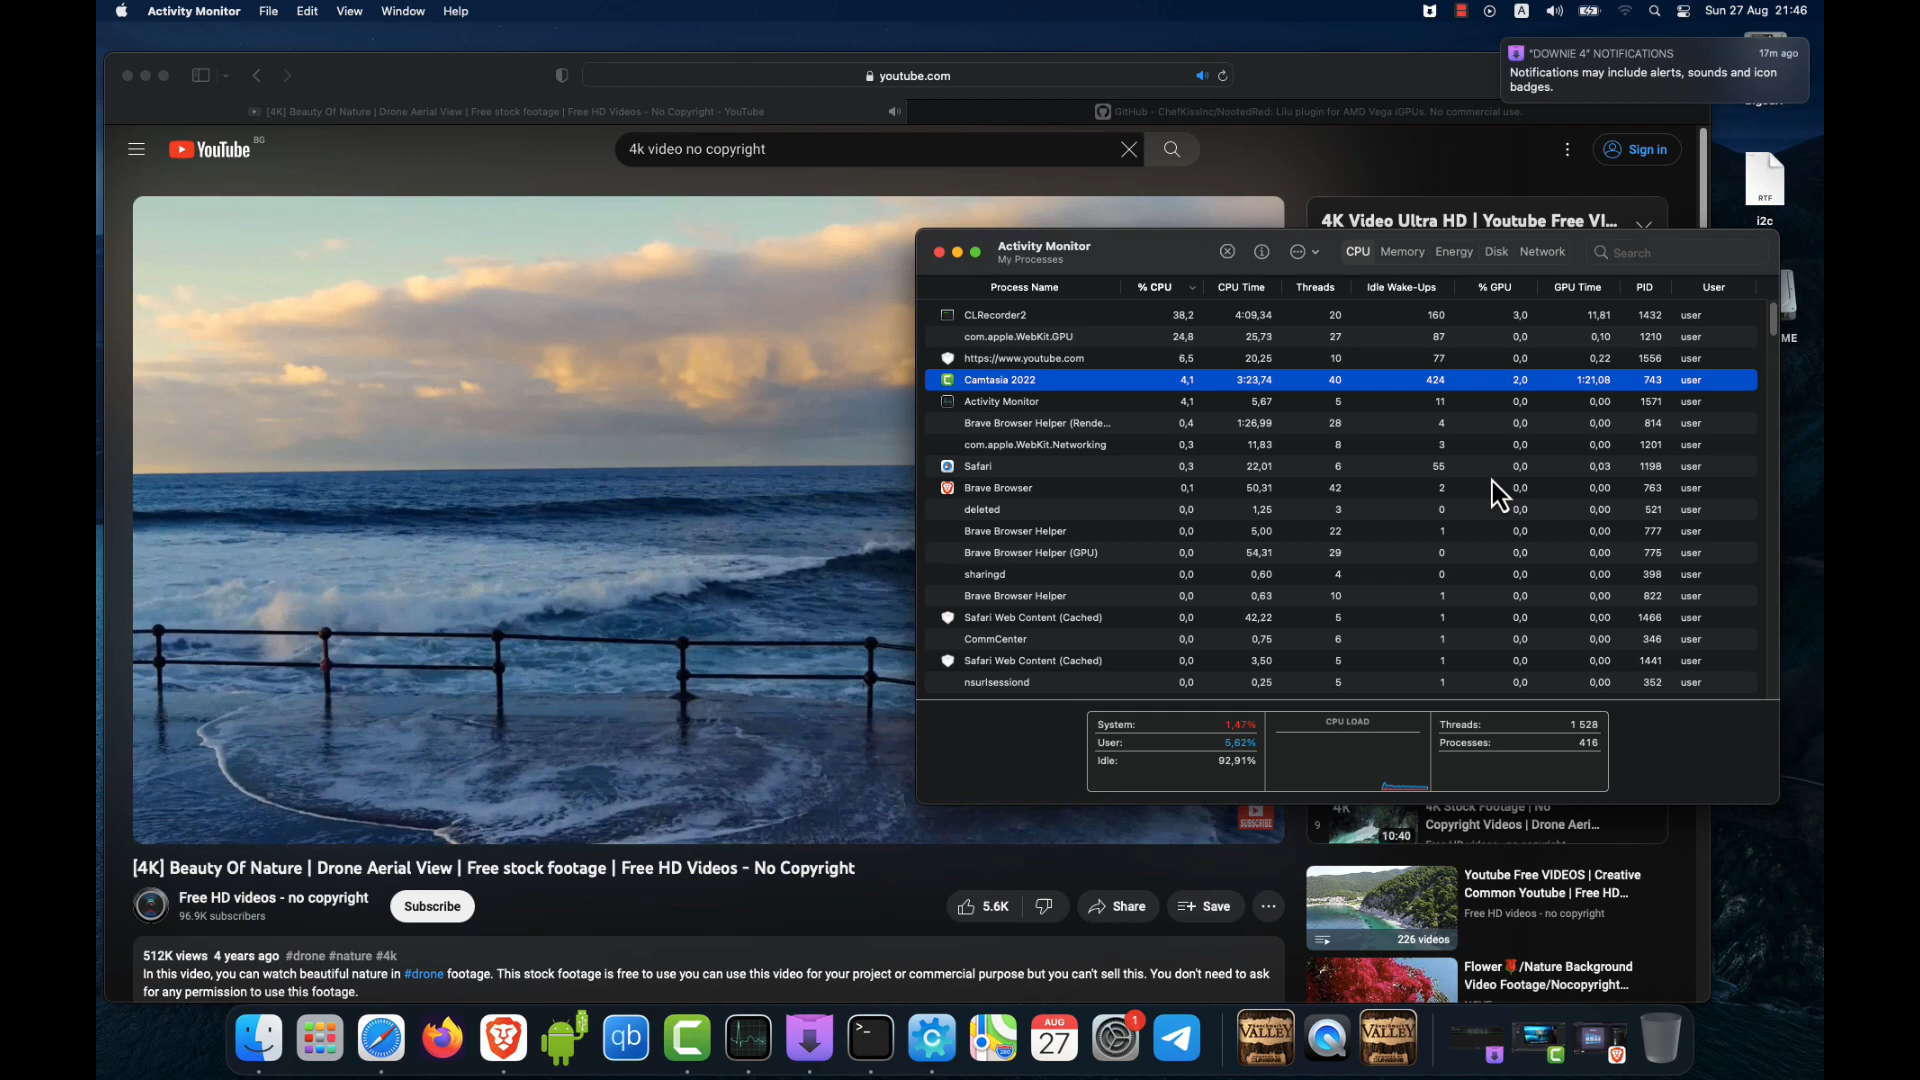 Activity Monitor File Edit View Window Help
A Sun 27 Aug 21:46
"DOWNIE 4" NOTIFICATIONS 17m ago
Notifications may include alerts, sounds and icon
badges.
youtube.com
[4K] Beauty Of Nature | Drone Aerial View | Free stock footage | Free HD Videos - No Copyright - YouTube
GitHub - ChefKissInc/NootedRed: Lilu plugin for AMD Vega iGPUs. No commercial use.
YouTube BG
4k video no copyright
Sign in
RTF
i2c
4K Video Ultra HD | Youtube Free VI...
Activity Monitor
My Processes
CPU Memory Energy Disk Network
Search
Process Name % CPU CPU Time Threads Idle Wake-Ups % GPU GPU Time PID User
CLRecorder2 38,2 4:09,34 20 160 3,0 11,81 1432 user
com.apple.WebKit.GPU 24,8 25,73 27 87 0,0 0,10 1210 user
https://www.youtube.com 6,5 20,25 10 77 0,0 0,22 1556 user
Camtasia 2022 4,1 3:23,74 40 424 2,0 1:21,08 743 user
Activity Monitor 4,1 5,67 5 11 0,0 0,00 1571 user
Brave Browser Helper (Rende... 0,4 1:26,99 28 4 0,0 0,00 814 user
com.apple.WebKit.Networking 0,3 11,83 8 3 0,0 0,00 1201 user
Safari 0,3 22,01 6 55 0,0 0,03 1198 user
Brave Browser 0,1 50,31 42 2 0,0 0,00 763 user
deleted 0,0 1,25 3 0 0,0 0,00 521 user
Brave Browser Helper 0,0 5,00 22 1 0,0 0,00 777 user
Brave Browser Helper (GPU) 0,0 54,31 29 0 0,0 0,00 775 user
sharingd 0,0 0,60 4 0 0,0 0,00 398 user
Brave Browser Helper 0,0 0,63 10 1 0,0 0,00 822 user
Safari Web Content (Cached) 0,0 42,22 5 1 0,0 0,00 1466 user
CommCenter 0,0 0,75 6 1 0,0 0,00 346 user
Safari Web Content (Cached) 0,0 3,50 5 1 0,0 0,00 1441 user
nsurlsessiond 0,0 0,25 5 1 0,0 0,00 352 user
ME
System: 1,47%
User: 5,62%
Idle: 92,91%
CPU LOAD
Threads: 1 528
Processes: 416
SUBSCRIBE
9
4K
10:40
4K Stock Footage | No
Copyright Videos | Drone Aeri...
[4K] Beauty Of Nature | Drone Aerial View | Free stock footage | Free HD Videos - No Copyright
Free HD videos - no copyright
96.9K subscribers
Subscribe
5.6K
Share
Save
Youtube Free VIDEOS | Creative
Common Youtube | Free HD...
Free HD videos - no copyright
226 videos
512K views 4 years ago #drone #nature #4k
In this video, you can watch beautiful nature in #drone footage. This stock footage is free to use you can use this video for your project or commercial purpose but you can't sell this. You don't need to ask
for any permission to use this footage.
Flower /Nature Background
Video Footage/Nocopyright...
qb
AUG
27
1
VALLEY
VALLEY